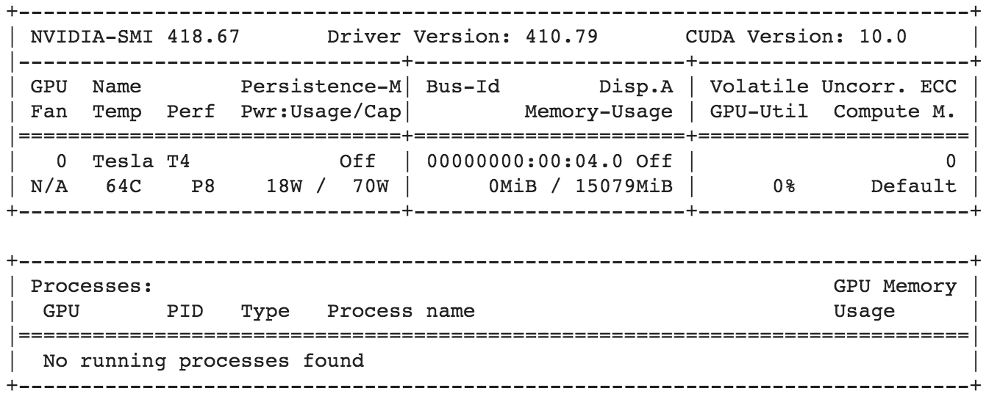 +-----------------------------------------------------------------------------+
| NVIDIA-SMI 418.67       Driver Version: 410.79       CUDA Version: 10.0     |
|-------------------------------+----------------------+----------------------+
| GPU  Name        Persistence-M| Bus-Id        Disp.A | Volatile Uncorr. ECC |
| Fan  Temp  Perf  Pwr:Usage/Cap|         Memory-Usage | GPU-Util  Compute M. |
|===============================+======================+======================|
|   0  Tesla T4            Off  | 00000000:00:04.0 Off |                    0 |
| N/A   64C    P8    18W /  70W |      0MiB / 15079MiB |      0%      Default |
+-------------------------------+----------------------+----------------------+

+-----------------------------------------------------------------------------+
| Processes:                                                       GPU Memory |
|  GPU       PID   Type   Process name                             Usage      |
|=============================================================================|
|  No running processes found                                                 |
+-----------------------------------------------------------------------------+